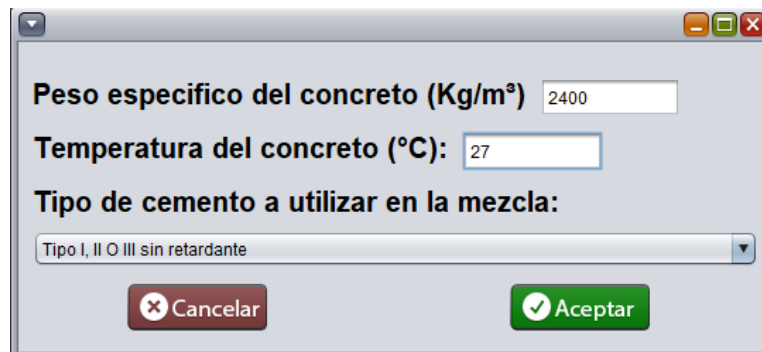 Peso especifico del concreto (Kg/m³) 2400
Temperatura del concreto (°C): 27
Tipo de cemento a utilizar en la mezcla:
Tipo I, II O III sin retardante
Cancelar Aceptar